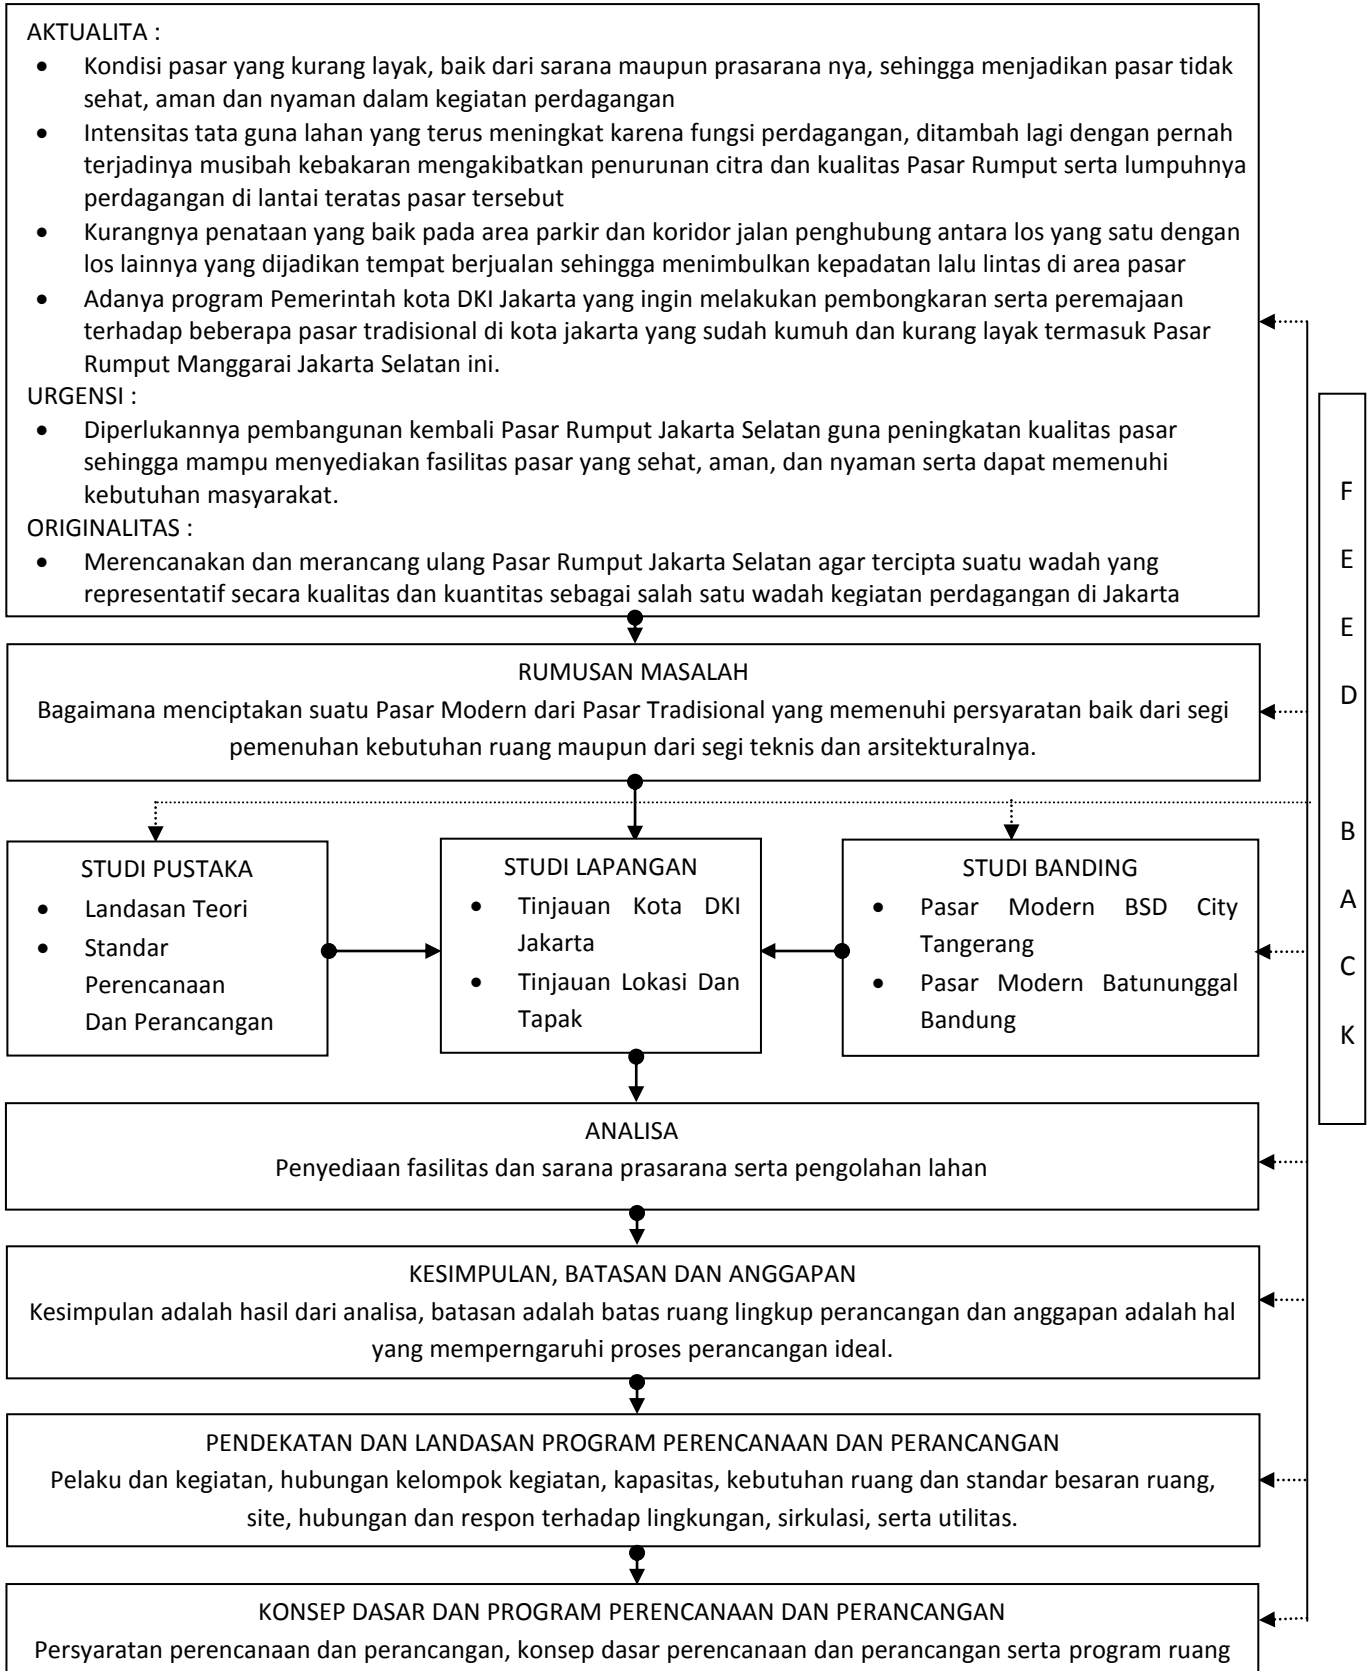 AKTUALITA :
• Kondisi pasar yang kurang layak, baik dari sarana maupun prasarana nya, sehingga menjadikan pasar tidak
sehat, aman dan nyaman dalam kegiatan perdagangan
• Intensitas tata guna lahan yang terus meningkat karena fungsi perdagangan, ditambah lagi dengan pernah
terjadinya musibah kebakaran mengakibatkan penurunan citra dan kualitas Pasar Rumput serta lumpuhnya
perdagangan di lantai teratas pasar tersebut
• Kurangnya penataan yang baik pada area parkir dan koridor jalan penghubung antara los yang satu dengan
los lainnya yang dijadikan tempat berjualan sehingga menimbulkan kepadatan lalu lintas di area pasar
• Adanya program Pemerintah kota DKI Jakarta yang ingin melakukan pembongkaran serta peremajaan
terhadap beberapa pasar tradisional di kota jakarta yang sudah kumuh dan kurang layak termasuk Pasar
Rumput Manggarai Jakarta Selatan ini.
URGENSI :
• Diperlukannya pembangunan kembali Pasar Rumput Jakarta Selatan guna peningkatan kualitas pasar
sehingga mampu menyediakan fasilitas pasar yang sehat, aman, dan nyaman serta dapat memenuhi
kebutuhan masyarakat.
ORIGINALITAS :
• Merencanakan dan merancang ulang Pasar Rumput Jakarta Selatan agar tercipta suatu wadah yang
representatif secara kualitas dan kuantitas sebagai salah satu wadah kegiatan perdagangan di Jakarta
RUMUSAN MASALAH
Bagaimana menciptakan suatu Pasar Modern dari Pasar Tradisional yang memenuhi persyaratan baik dari segi
pemenuhan kebutuhan ruang maupun dari segi teknis dan arsitekturalnya.
STUDI PUSTAKA
• Landasan Teori
• Standar
Perencanaan
Dan Perancangan
STUDI LAPANGAN
• Tinjauan Kota DKI
Jakarta
• Tinjauan Lokasi Dan
Tapak
STUDI BANDING
• Pasar Modern BSD City
Tangerang
• Pasar Modern Batununggal
Bandung
ANALISA
Penyediaan fasilitas dan sarana prasarana serta pengolahan lahan
KESIMPULAN, BATASAN DAN ANGGAPAN
Kesimpulan adalah hasil dari analisa, batasan adalah batas ruang lingkup perancangan dan anggapan adalah hal
yang memperngaruhi proses perancangan ideal.
PENDEKATAN DAN LANDASAN PROGRAM PERENCANAAN DAN PERANCANGAN
Pelaku dan kegiatan, hubungan kelompok kegiatan, kapasitas, kebutuhan ruang dan standar besaran ruang,
site, hubungan dan respon terhadap lingkungan, sirkulasi, serta utilitas.
KONSEP DASAR DAN PROGRAM PERENCANAAN DAN PERANCANGAN
Persyaratan perencanaan dan perancangan, konsep dasar perencanaan dan perancangan serta program ruang
F
E
E
D
B
A
C
K